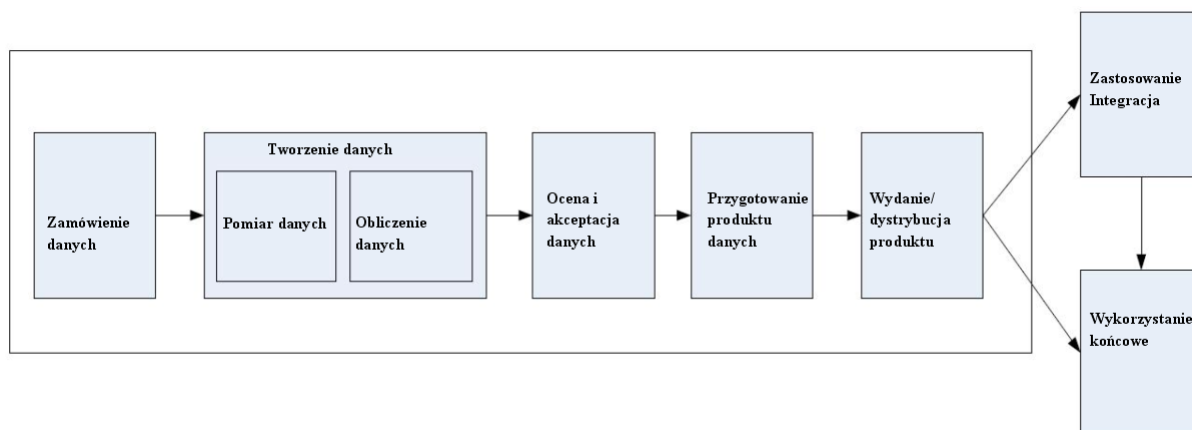 Zamówienie
danych
Tworzenie danych
Pomiar danych
Obliczenie
danych
Ocena i
akceptacja
danych
Przygotowanie
produktu
danych
Wydanie/
dystrybucja
produktu
Zastosowanie
Integracja
Wykorzystanie
końcowe